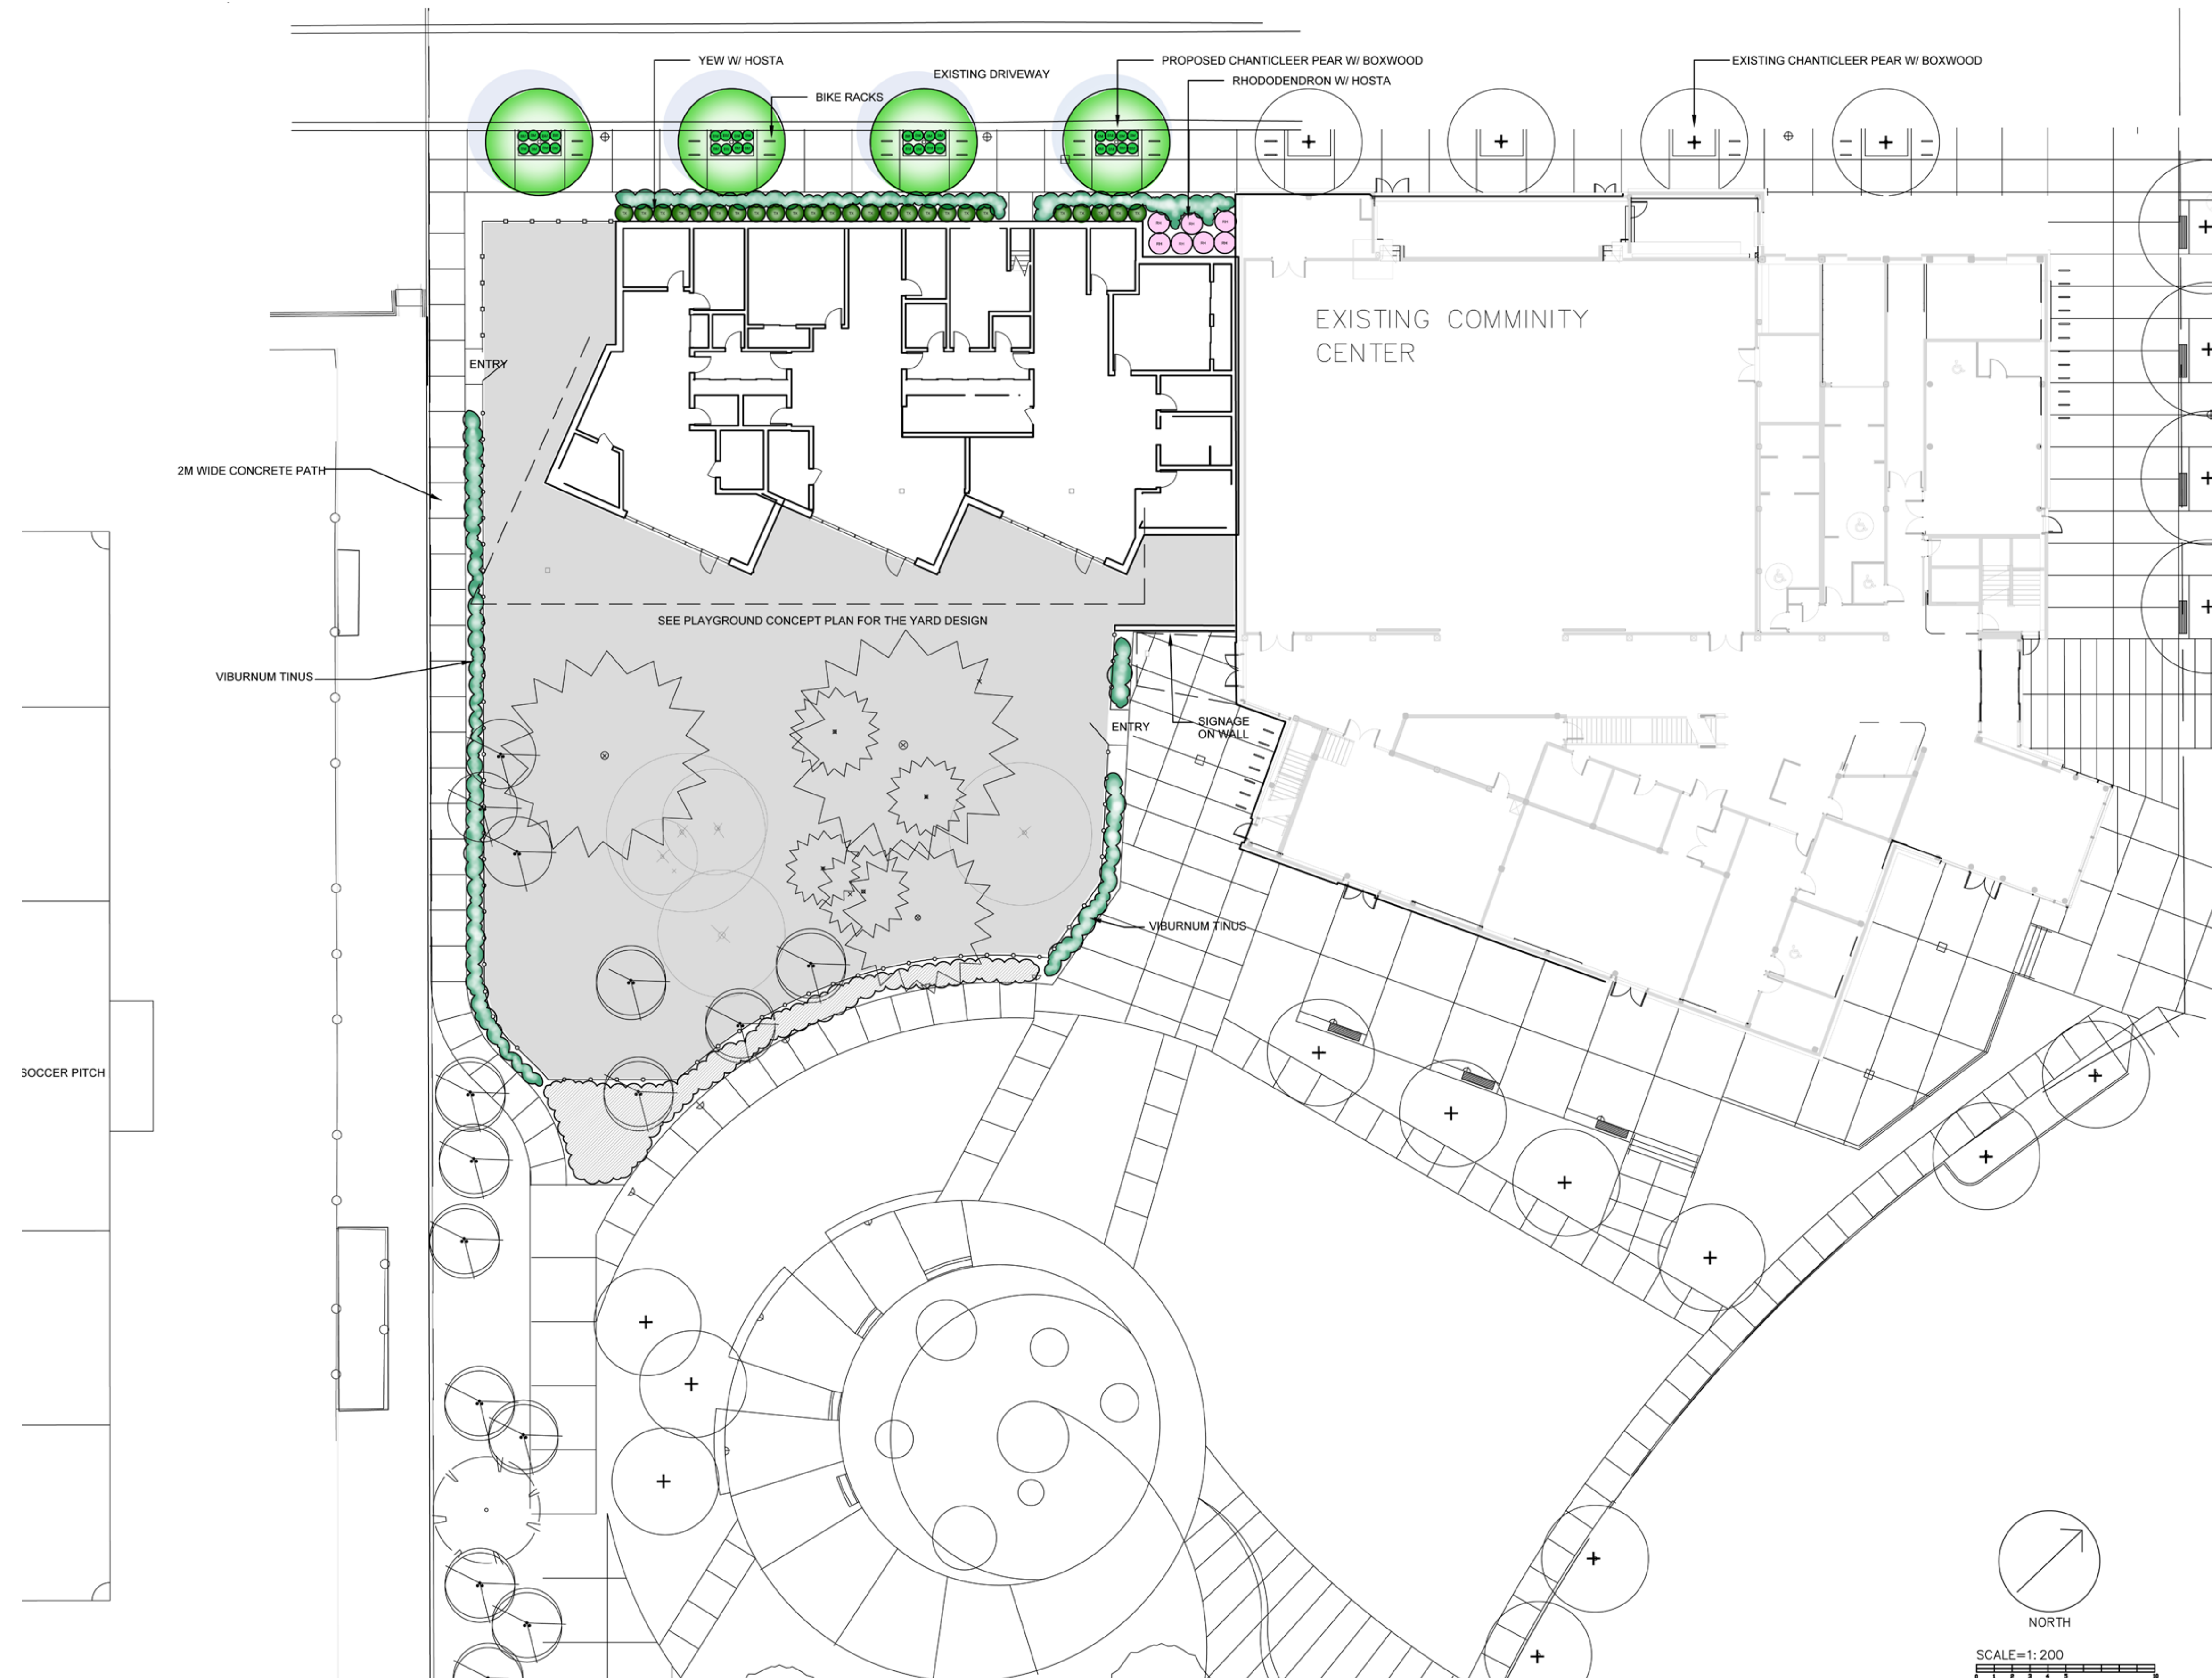 YEW W/ HOSTA
EXISTING DRIVEWAY
PROPOSED CHANTICLEER PEAR W/ BOXWOOD
EXISTING CHANTICLEER PEAR W/ BOXWOOD
BIKE RACKS
RHODODENDRON W/ HOSTA
EXISTING COMMINITY
CENTER
ENTRY
2M WIDE CONCRETE PATH
SEE PLAYGROUND CONCEPT PLAN FOR THE YARD DESIGN
VIBURNUM TINUS
ENTRY
SIGNAGE
ON WALL
VIBURNUM TINUS
SOCCER PITCH
NORTH
SCALE=1:200